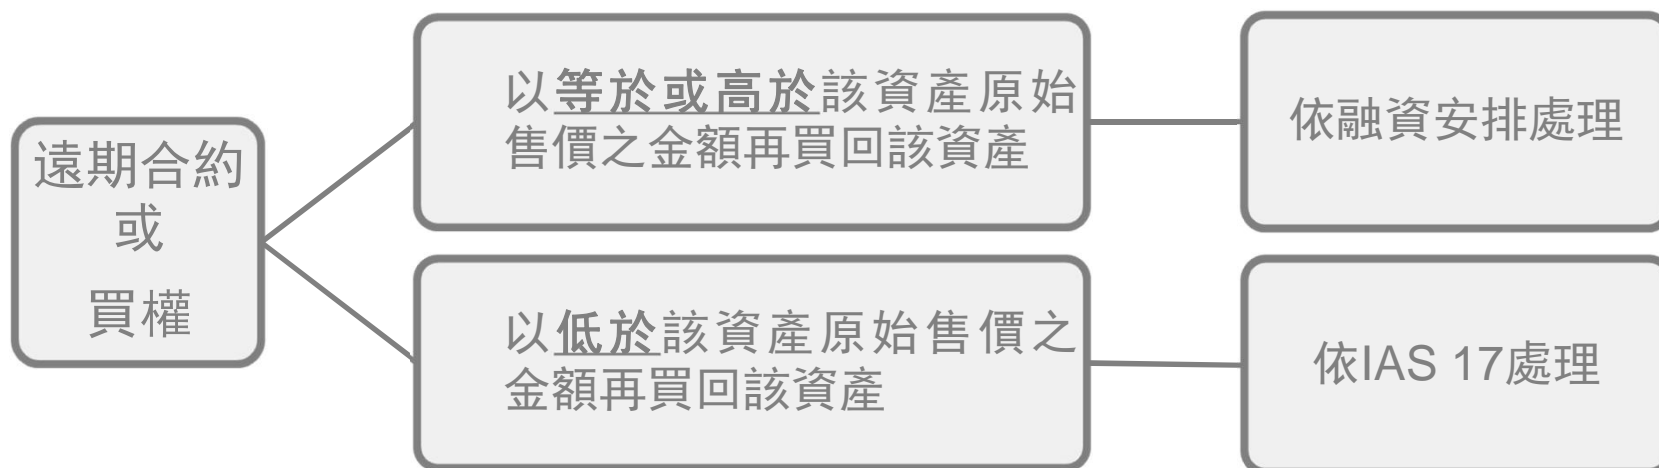 遠期合約
或
買權
以等於或高於該資產原始
售價之金額再買回該資產
依融資安排處理
以低於該資產原始售價之
金額再買回該資產
依IAS 17處理